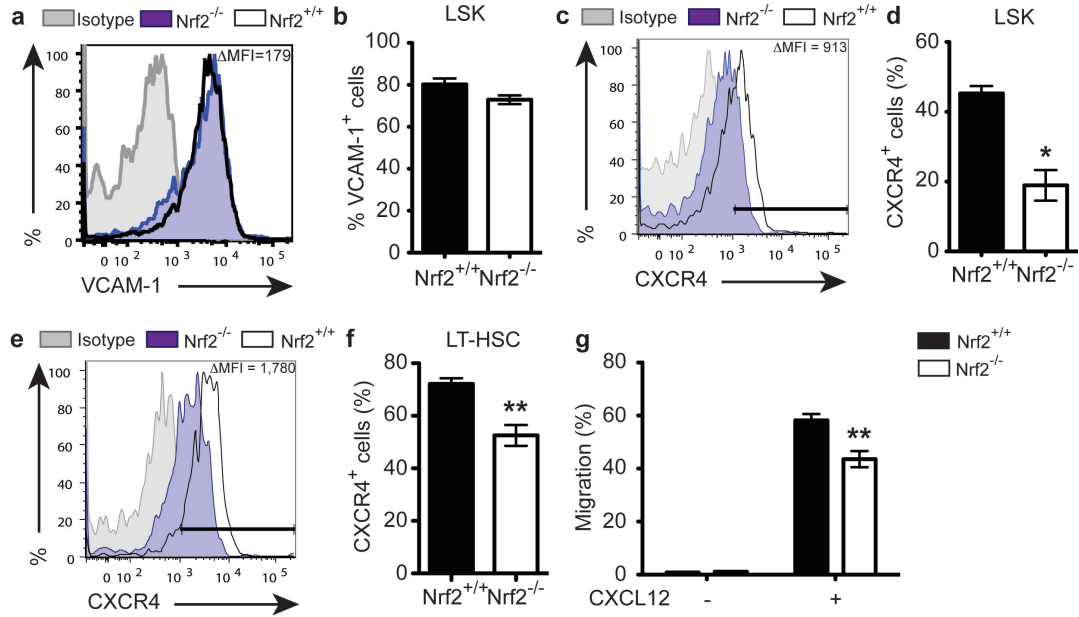 a Isotype Nrf2-/- Nrf2+/+
ΔMFI=179
100
80
60
40
20
0
%
0 10 2 10 3 10 4 10 5
VCAM-1
b LSK
% VCAM-1+ cells
100
80
60
40
20
0
Nrf2+/+ Nrf2-/-
c Isotype Nrf2-/- Nrf2+/+
ΔMFI = 913
100
80
60
40
20
0
%
0 10 2 10 3 10 4 10 5
CXCR4
d LSK
CXCR4+ cells (%)
60
40
20
0
*
Nrf2+/+ Nrf2-/-
e Isotype Nrf2-/- Nrf2+/+
ΔMFI = 1,780
100
80
60
40
20
0
%
0 10 2 10 3 10 4 10 5
CXCR4
f LT-HSC
CXCR4+ cells (%)
80
60
40
20
0
**
Nrf2+/+ Nrf2-/-
g
Nrf2+/+
Nrf2-/-
Migration (%)
80
60
40
20
0
**
CXCL12 - +